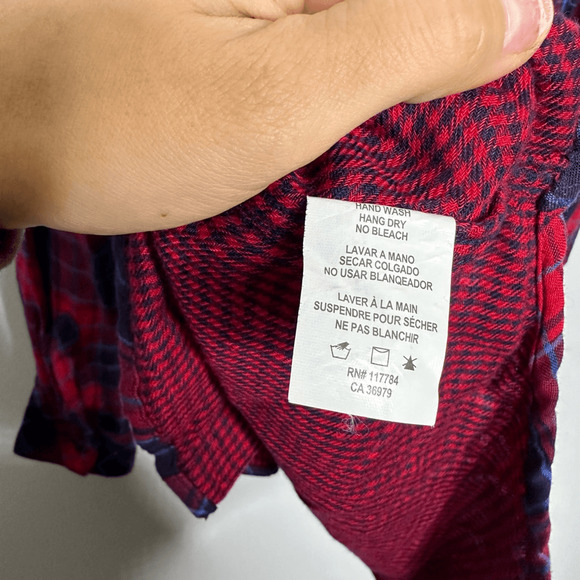 HAND WASH
HANG DRY
NO BLEACH
LAVAR A MANO
SECAR COLGADO
NO USAR BLANQEADOR
LAVER À LA MAIN
SUSPENDRE POUR SÉCHER
NE PAS BLANCHIR
RN# 117784
CA 36979